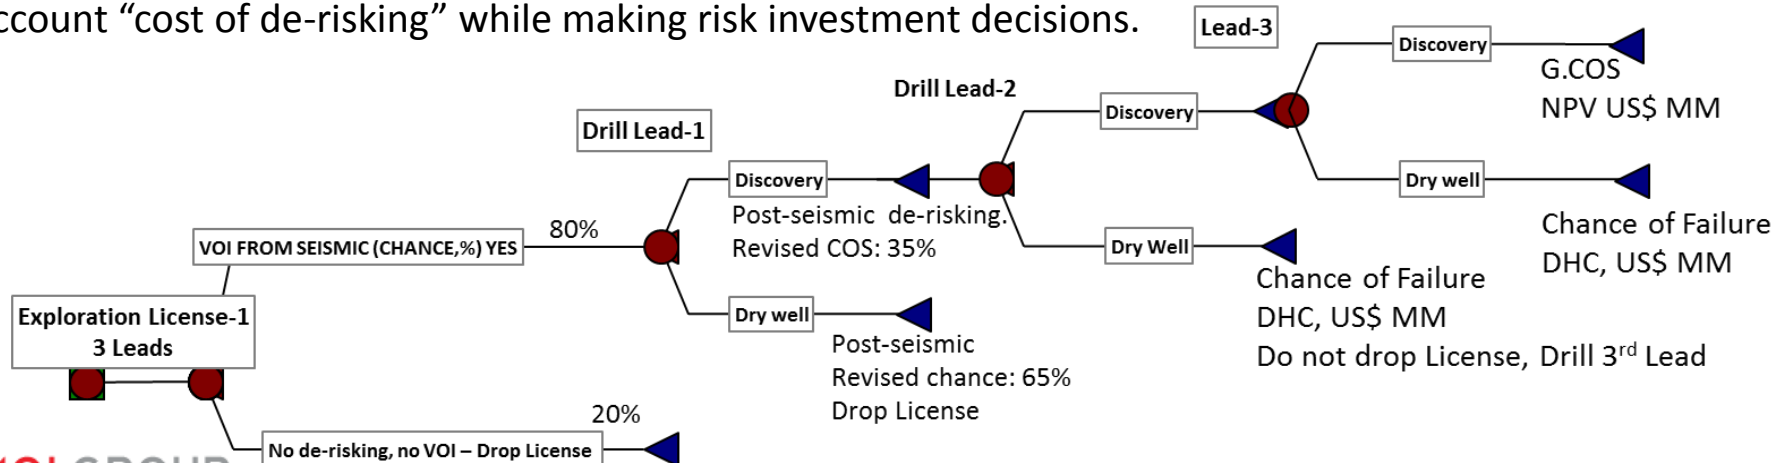 ccount “cost of de-risking” while making risk investment decisions.
Lead-3
Discovery
G.COS
NPV US$ MM
Drill Lead-2
Discovery
Drill Lead-1
Discovery
Dry well
Post-seismic de-risking.
Revised COS: 35%
Chance of Failure
DHC, US$ MM
80%
VOI FROM SEISMIC (CHANCE,%) YES
Dry Well
Chance of Failure
DHC, US$ MM
Do not drop License, Drill 3rd Lead
Exploration License-1
3 Leads
Dry well
Post-seismic
Revised chance: 65%
Drop License
20%
No de-risking, no VOI – Drop License